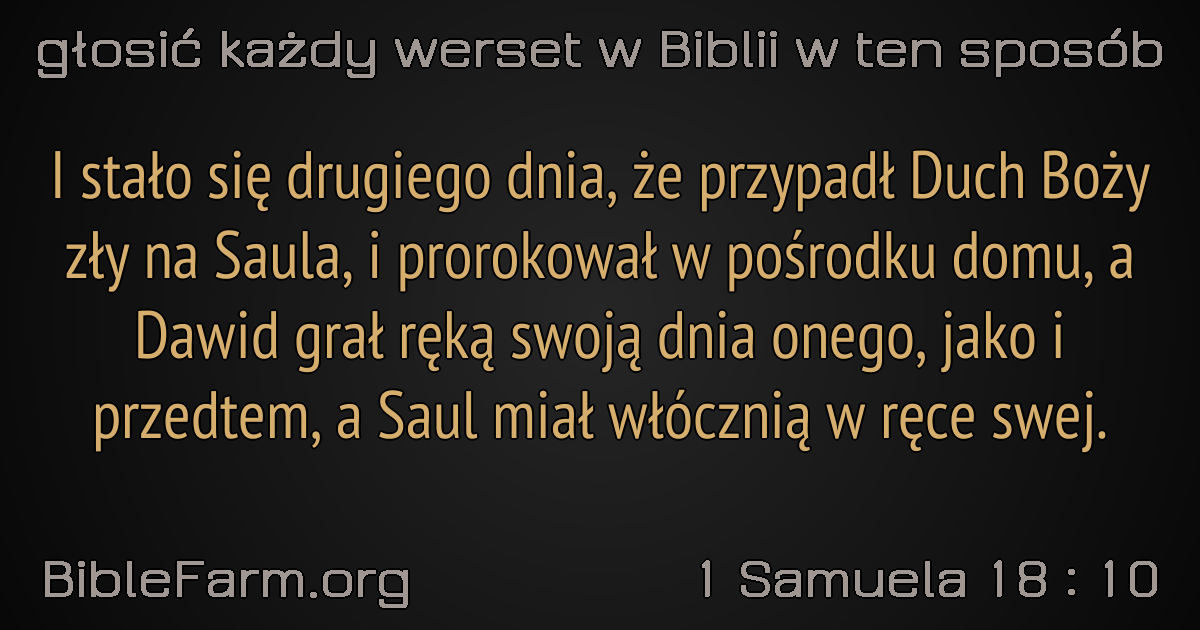 głosić każdy werset w Biblii w ten sposób
I stało się drugiego dnia, że przypadł Duch Boży
zły na Saula, i prorokował w pośrodku domu, a
Dawid grał ręką swoją dnia onego, jako i
przedtem, a Saul miał włócznią w ręce swej.
BibleFarm.org
1 Samuela 18 : 10